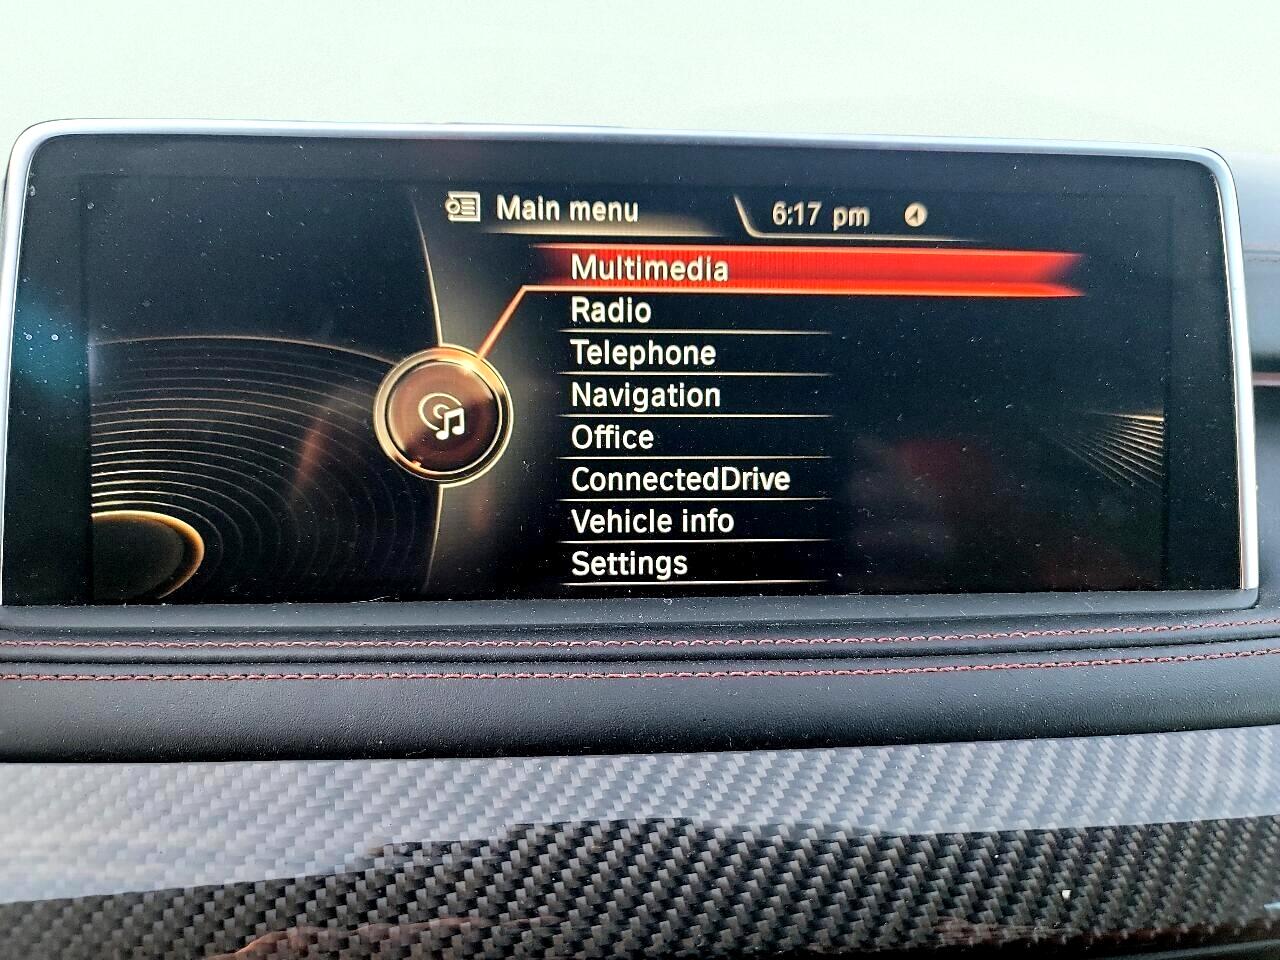 Main menu
6:17 pm
Multimedia
Radio
Telephone
Navigation
Office
ConnectedDrive
Vehicle info
Settings